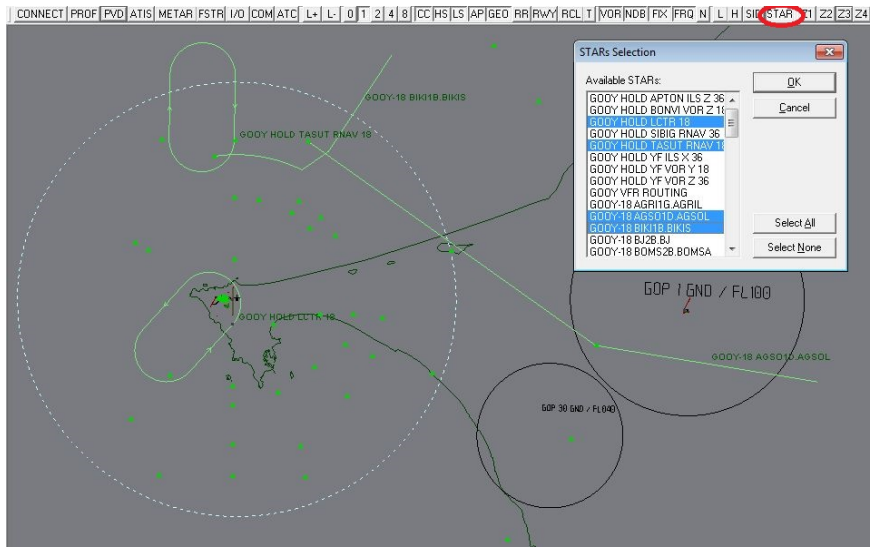 CONNECT PROF PVD ATIS METAR FSTR I/O COM ATC L+ L- 0 1 2 4 8 CC HS LS AP GEO RR RWY RCL T VOR NDB FIX FRQ N L H SID STAR Z1 Z2 Z3 Z4
STARs Selection
Available STARs:
GOOY HOLD APTON ILS Z 36
GOOY HOLD BONVI VOR Z 18
GOOY HOLD LCTR 18
GOOY HOLD SIBIG RNAV 36
GOOY HOLD TASUT RNAV 18
GOOY HOLD YF ILS X 36
GOOY HOLD YF VOR Y 18
GOOY HOLD YF VOR Z 36
GOOY VFR ROUTING
GOOY-18 AGRI1G.AGRIL
GOOY-18 AGSO1D.AGSOL
GOOY-18 BIKI1B.BIKIS
GOOY-18 BJ2B.BJ
GOOY-18 BOMS2B.BOMSA
OK
Cancel
Select All
Select None
GOOY-18 BIKI1B.BIKIS
GOOY HOLD TASUT RNAV 18
GOP 1 GND / FL100
GOOY HOLD LCTR 18
GOOY-18 AGSO1D.AGSOL
GOP 30 GND / FL040